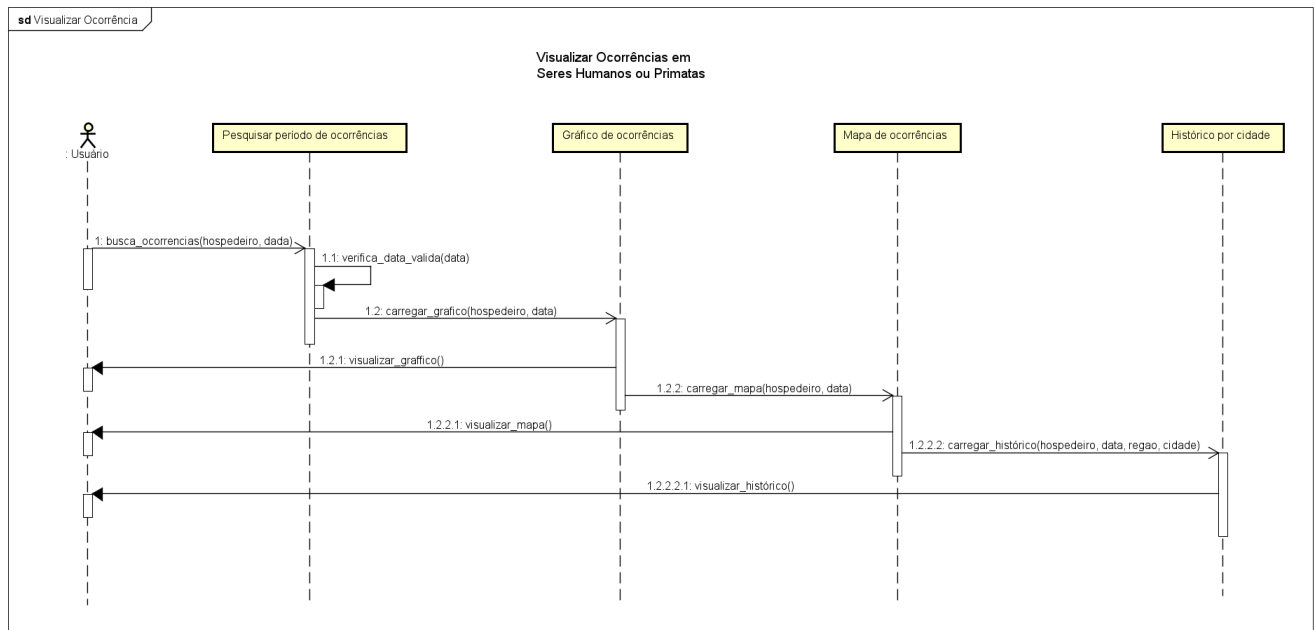 sd Visualizar Ocorrência
Visualizar Ocorrências em
Seres Humanos ou Primatas
: Usuário
Pesquisar período de ocorrências
Gráfico de ocorrências
Mapa de ocorrências
Histórico por cidade
1: busca_ocorrencias(hospedeiro, dada)
1.1: verifica_data_valida(data)
1.2: carregar_grafico(hospedeiro, data)
1.2.1: visualizar_graffico()
1.2.2: carregar_mapa(hospedeiro, data)
1.2.2.1: visualizar_mapa()
1.2.2.2: carregar_histórico(hospedeiro, data, regao, cidade)
1.2.2.2.1: visualizar_histórico()